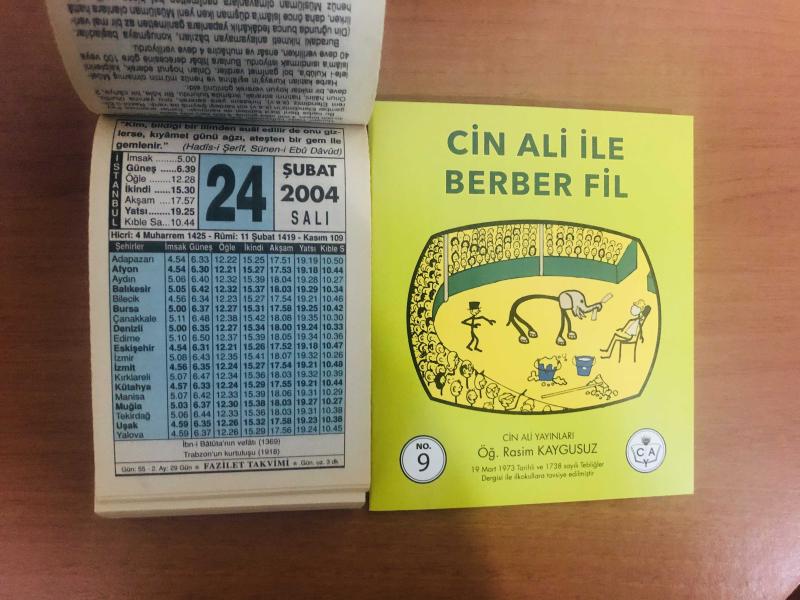 "Kim, bildiği bir ilimden suâl edilir de onu giz-
lerse, kıyâmet günü ağzı, ateşten bir gem ile
gemlenir." (Hadîs-i Şerîf, Sünen-i Ebû Dâvûd)
İSTANBUL
İmsak 5.00
Güneş 6.39
Öğle 12.28
İkindi 15.30
Akşam 17.57
Yatsı 19.25
Kıble Sa 10.44
24
ŞUBAT
2004
SALI
Hicrî: 4 Muharrem 1425 - Rûmi: 11 Şubat 1419 - Kasım 109
Şehirler İmsak Güneş Öğle İkindi Akşam Yatsı Kıble S
Adapazarı 4.54 6.33 12.22 15.25 17.51 19.19 10.50
Afyon 4.54 6.30 12.21 15.27 17.53 19.18 10.44
Aydın 5.06 6.40 12.32 15.39 18.04 19.28 10.27
Balıkesir 5.05 6.42 12.32 15.37 18.03 19.29 10.34
Bilecik 4.56 6.34 12.23 15.27 17.54 19.21 10.46
Bursa 5.00 6.37 12.27 15.31 17.58 19.25 10.42
Çanakkale 5.11 6.48 12.38 15.42 18.08 19.35 10.30
Denizli 5.00 6.35 12.27 15.34 18.00 19.24 10.33
Edirne 5.10 6.50 12.37 15.39 18.05 19.34 10.36
Eskişehir 4.54 6.31 12.21 15.26 17.52 19.18 10.47
İzmir 5.08 6.43 12.35 15.41 18.07 19.32 10.26
İzmit 4.56 6.35 12.24 15.27 17.54 19.21 10.48
Kırklareli 5.07 6.47 12.34 15.36 18.03 19.32 10.39
Kütahya 4.57 6.33 12.24 15.29 17.55 19.21 10.44
Manisa 5.07 6.42 12.34 15.39 18.05 19.30 10.29
Muğla 5.03 6.37 12.30 15.38 18.03 19.27 10.27
Tekirdağ 5.06 6.44 12.33 15.36 18.03 19.31 10.38
Uşak 4.59 6.35 12.26 15.32 17.58 19.23 10.38
Yalova 4.59 6.37 12.26 15.29 17.56 19.24 10.45
İbn-i Bâtûta'nın vefâtı (1369)
Trabzon'un kurtuluşu (1918)
Gün: 55 - 2. Ay: 29 Gün FAZİLET TAKVİMİ Gün. uz. 3 dk.
CİN ALİ İLE
BERBER FİL
NO.
9
CİN ALİ YAYINLARI
Öğ. Rasim KAYGUSUZ
19 Mart 1973 Tarihli ve 1738 sayılı Tebliğler
Dergisi ile ilkokullara tavsiye edilmiştir
C A
Y